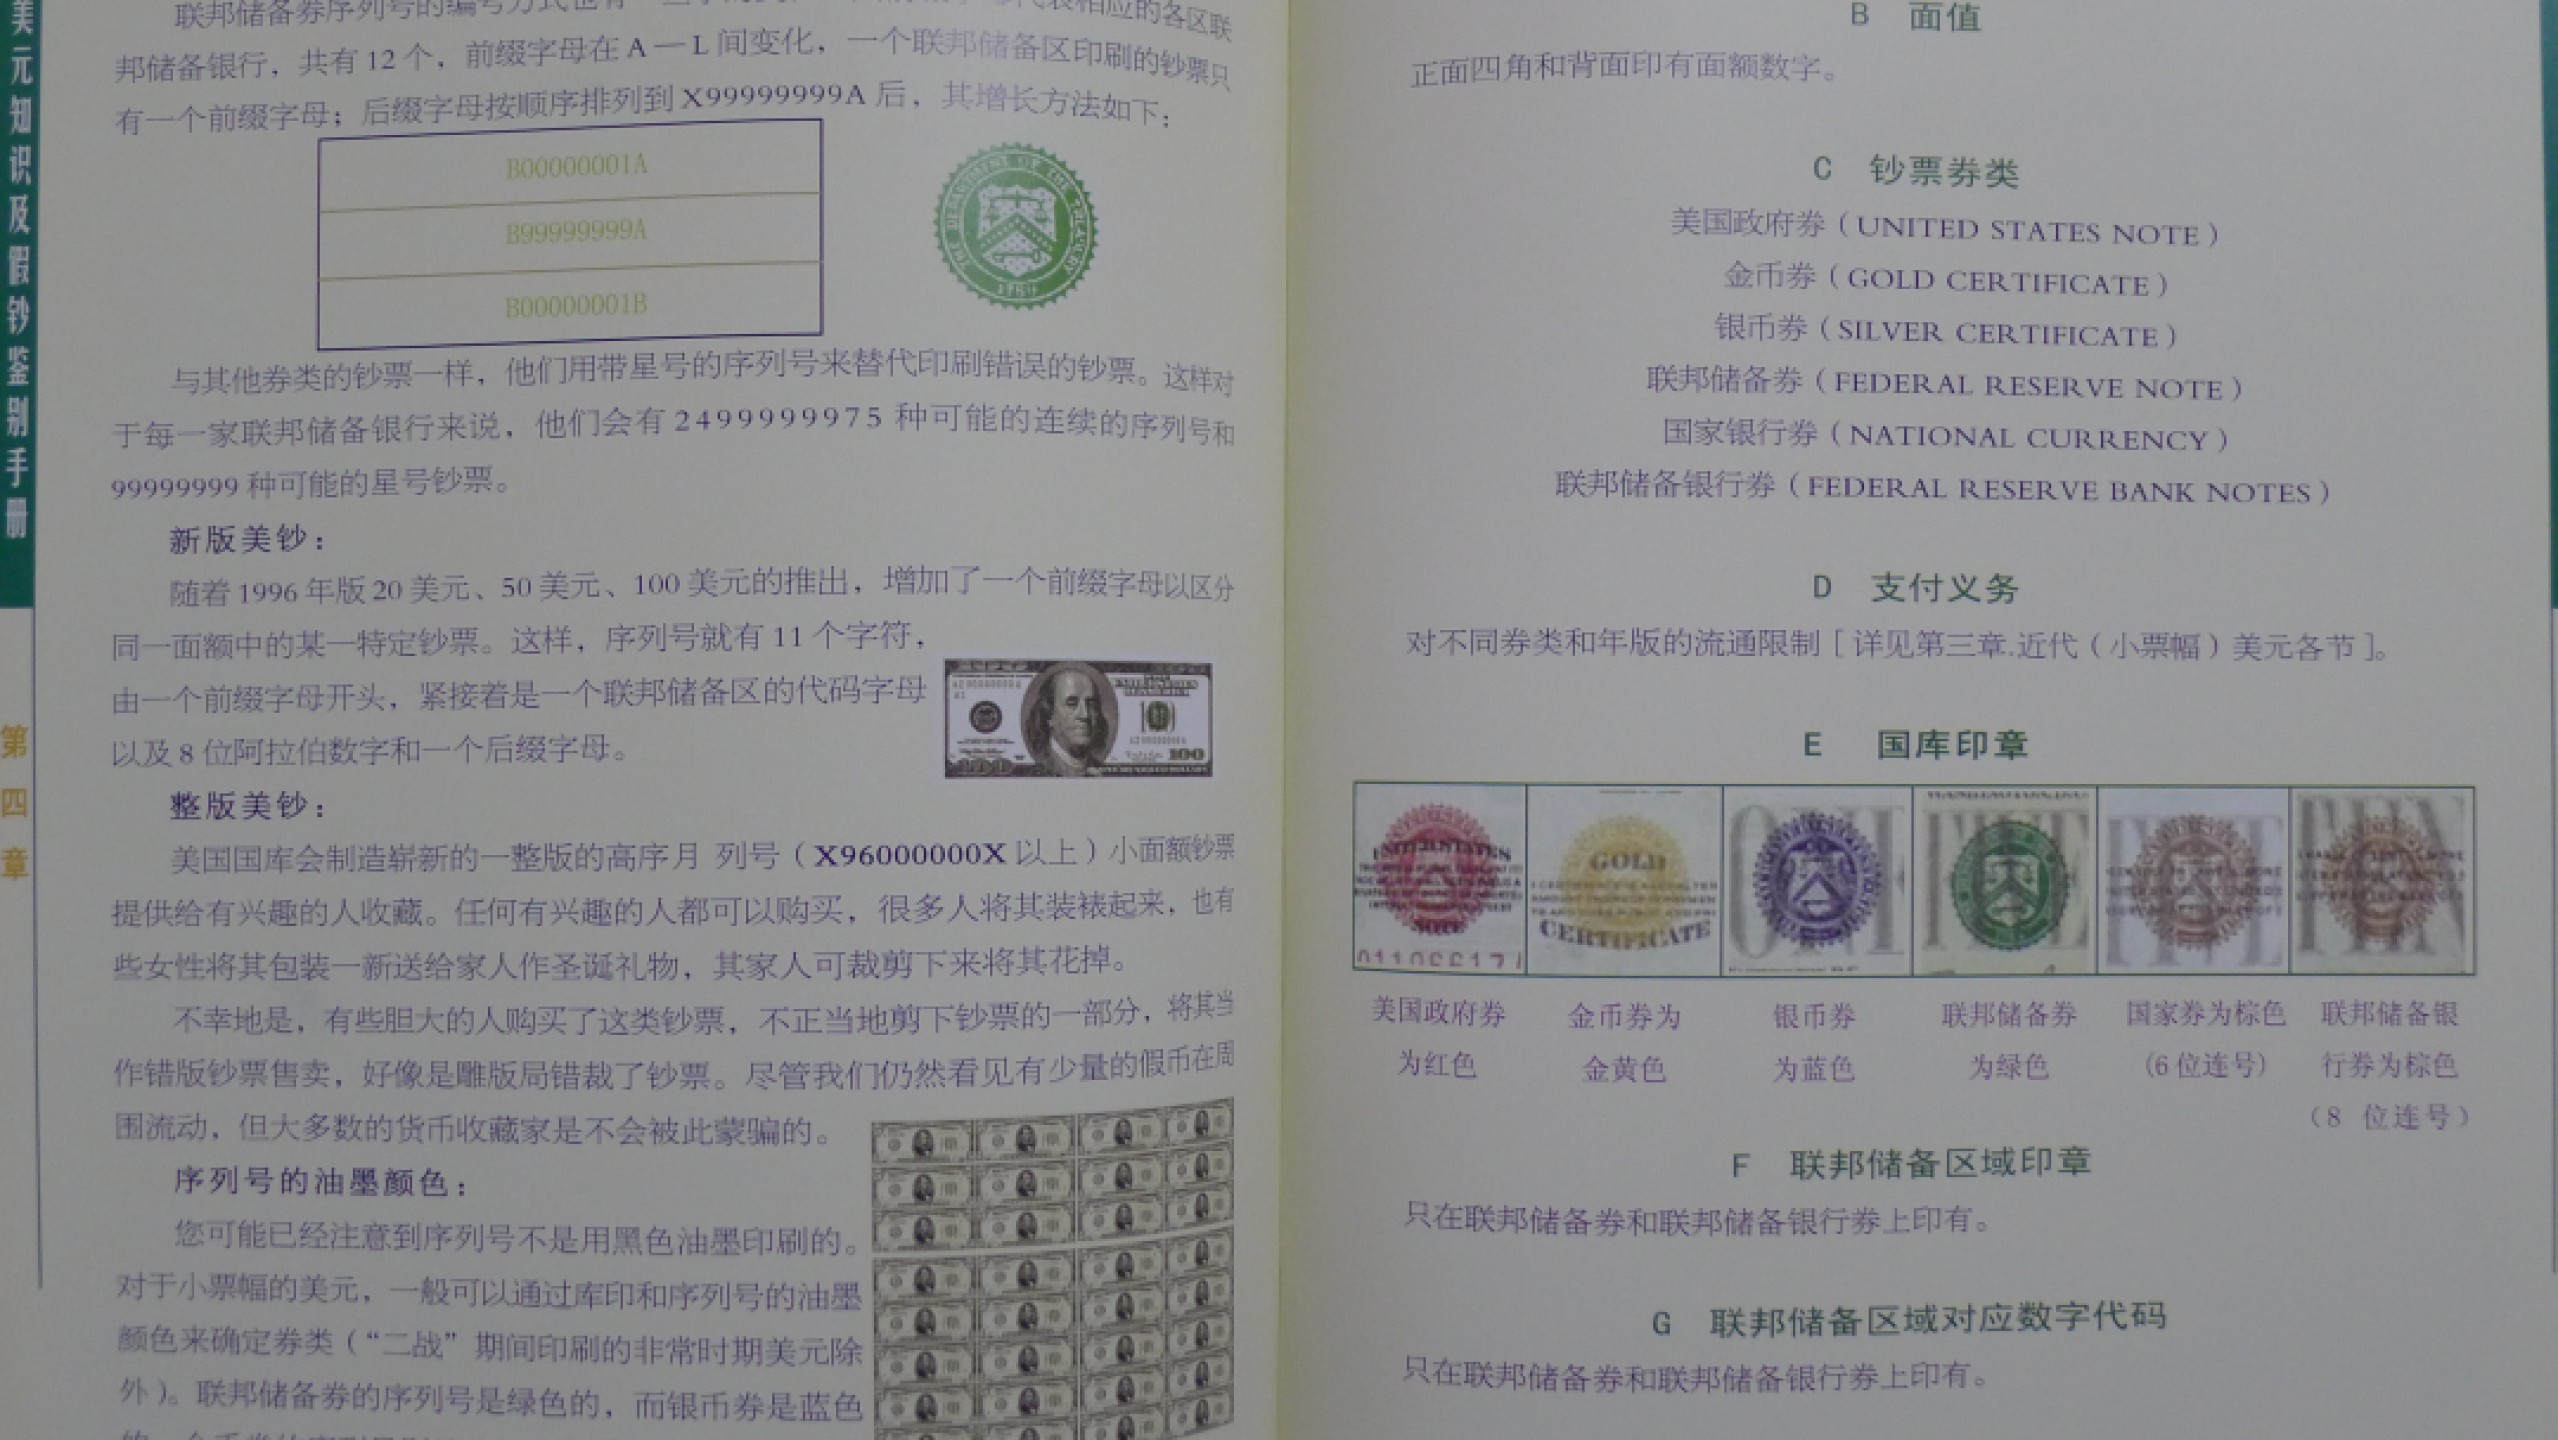 美元知识及假钞鉴别手册
第四章
联邦储备券序列号的编号方式也有
相应的各区联
邦储备银行，共有12个，前缀字母在A—L间变化，一个联邦储备区印刷的钞票只
有一个前缀字母；后缀字母按顺序排列到X99999999A后，其增长方法如下：
B00000001A
B99999999A
B00000001B
THE DEPARTMENT OF THE TREASURY
1789
与其他券类的钞票一样，他们用带星号的序列号来替代印刷错误的钞票。这样对
于每一家联邦储备银行来说，他们会有2499999975种可能的连续的序列号和
99999999种可能的星号钞票。
新版美钞：
随着1996年版20美元、50美元、100美元的推出，增加了一个前缀字母以区分
同一面额中的某一特定钞票。这样，序列号就有11个字符，
由一个前缀字母开头，紧接着是一个联邦储备区的代码字母
以及8位阿拉伯数字和一个后缀字母。
100
整版美钞：
美国国库会制造崭新的一整版的高序月 列号（X96000000X以上）小面额钞票
提供给有兴趣的人收藏。任何有兴趣的人都可以购买，很多人将其装裱起来，也有
些女性将其包装一新送给家人作圣诞礼物，其家人可裁剪下来将其花掉。
不幸地是，有些胆大的人购买了这类钞票，不正当地剪下钞票的一部分，将其当
作错版钞票售卖，好像是雕版局错裁了钞票。尽管我们仍然看见有少量的假币在周
围流动，但大多数的货币收藏家是不会被此蒙骗的。
序列号的油墨颜色：
您可能已经注意到序列号不是用黑色油墨印刷的。
对于小票幅的美元，一般可以通过库印和序列号的油墨
颜色来确定券类（“二战”期间印刷的非常时期美元除
外）。联邦储备券的序列号是绿色的，而银币券是蓝色
B 面值
正面四角和背面印有面额数字。
C 钞票券类
美国政府券（UNITED STATES NOTE）
金币券（GOLD CERTIFICATE）
银币券（SILVER CERTIFICATE）
联邦储备券（FEDERAL RESERVE NOTE）
国家银行券（NATIONAL CURRENCY）
联邦储备银行券（FEDERAL RESERVE BANK NOTES）
D 支付义务
对不同券类和年版的流通限制［详见第三章.近代（小票幅）美元各节］。
E 国库印章
UNITED STATES
NOTE
GOLD
CERTIFICATE
ONE
美国政府券
为红色
金币券为
金黄色
银币券
为蓝色
联邦储备券
为绿色
国家券为棕色
(6位连号)
联邦储备银
行券为棕色
（8 位连号）
F 联邦储备区域印章
只在联邦储备券和联邦储备银行券上印有。
G 联邦储备区域对应数字代码
只在联邦储备券和联邦储备银行券上印有。